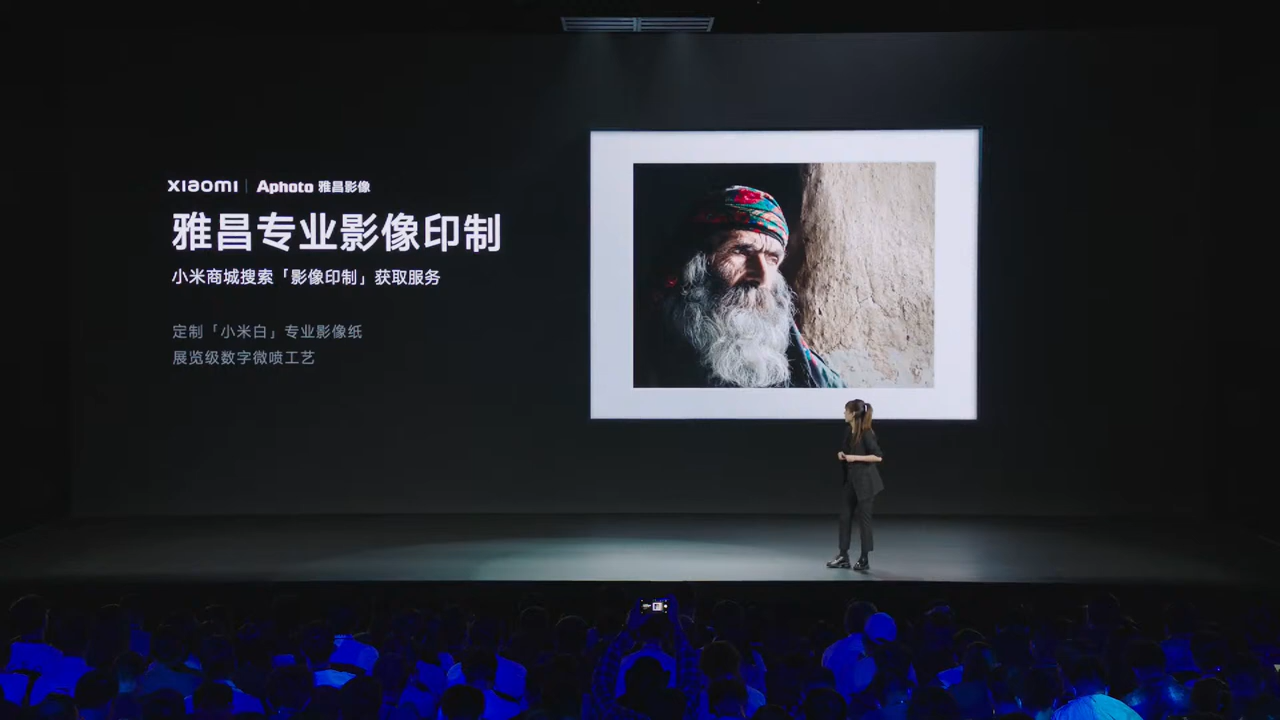 xiaomi | Aphoto 雅昌影像
雅昌专业影像印制
小米商城搜索「影像印制」获取服务
定制「小米白」专业影像纸
展览级数字微喷工艺